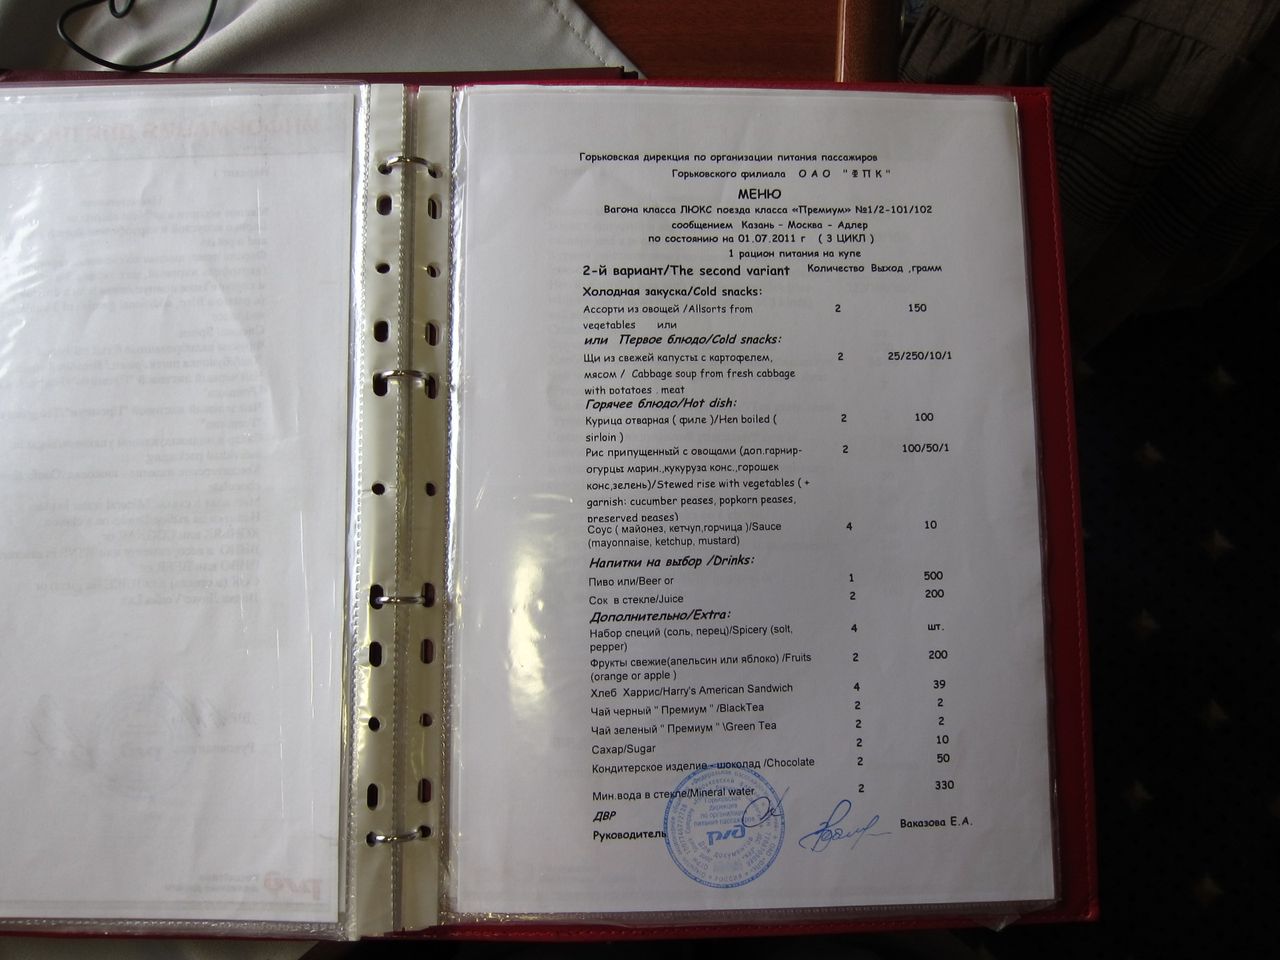 Горьковская дирекция по организации питания пассажиров
Горьковского филиала О А О " Ф П К "
МЕНЮ
Вагона класса ЛЮКС поезда класса «Премиум» №1/2-101/102
сообщением Казань - Москва - Адлер
по состоянию на 01.07.2011 г ( 3 ЦИКЛ )
1 рацион питания на купе
2-й вариант/The second variant Количество Выход ,грамм
Холодная закуска/Cold snacks:
Ассорти из овощей /Allsorts from 2 150
vegetables или
или Первое блюдо/Cold snacks:
Щи из свежей капусты с картофелем, 2 25/250/10/1
мясом / Cabbage soup from fresh cabbage
with potatoes , meat
Горячее блюдо/Hot dish:
Курица отварная ( филе )/Hen boiled ( 2 100
sirloin )
Рис припущенный с овощами (доп.гарнир- 2 100/50/1
огурцы марин.,кукуруза конс.,горошек
конс,зелень)/Stewed rise with vegetables ( +
garnish: cucumber peases, popkorn peases,
preserved peases)
Соус ( майонез, кетчуп,горчица )/Sauce 4 10
(mayonnaise, ketchup, mustard)
Напитки на выбор /Drinks:
Пиво или/Beer or 1 500
Сок в стекле/Juice 2 200
Дополнительно/Extra:
Набор специй (соль, перец)/Spicery (solt, 4 шт.
pepper)
Фрукты свежие(апельсин или яблоко) /Fruits 2 200
(orange or apple )
Хлеб Харрис/Harry's American Sandwich 4 39
Чай черный " Премиум " /BlackTea 2 2
Чай зеленый " Премиум " \Green Tea 2 2
Сахар/Sugar 2 10
Кондитерское изделие - шоколад /Chocolate 2 50
Мин.вода в стекле/Mineral water 2 330
ДВР
Руководитель Ваказова Е.А.